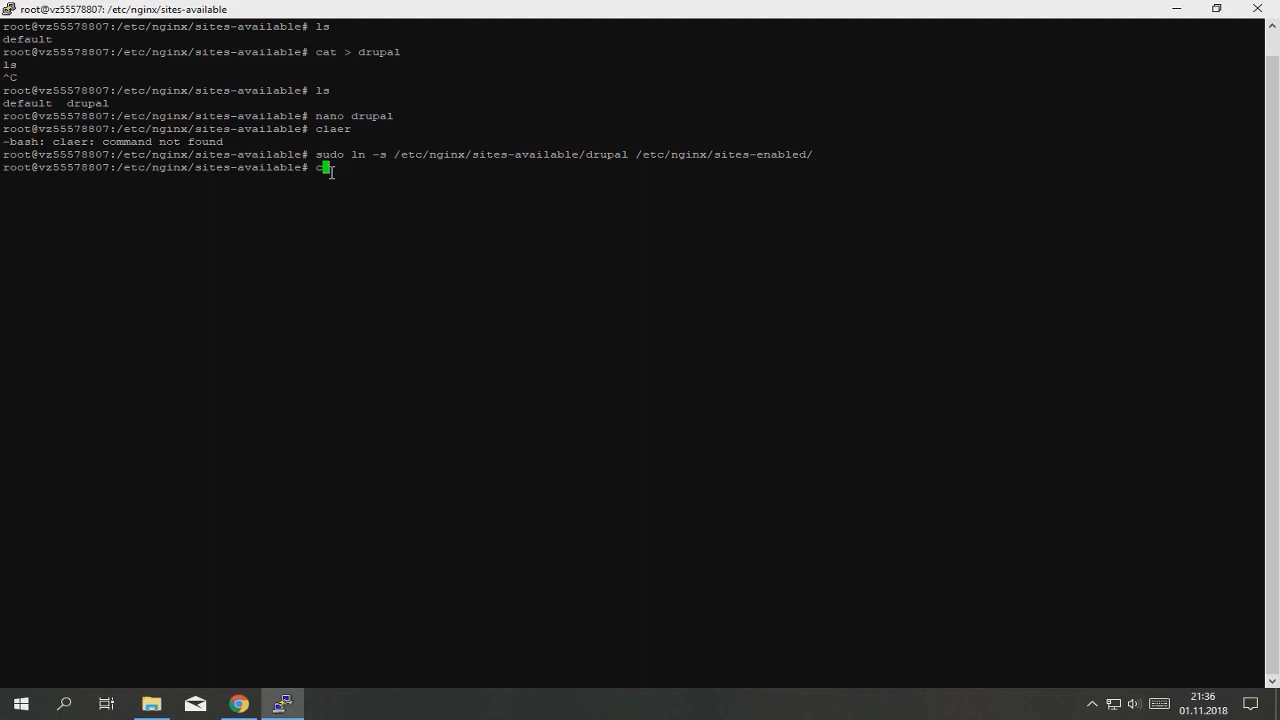 root@vz55578807: /etc/nginx/sites-available
root@vz55578807:/etc/nginx/sites-available# ls
default
root@vz55578807:/etc/nginx/sites-available# cat > drupal
ls
^C
root@vz55578807:/etc/nginx/sites-available# ls
default  drupal
root@vz55578807:/etc/nginx/sites-available# nano drupal
root@vz55578807:/etc/nginx/sites-available# claer
-bash: claer: command not found
root@vz55578807:/etc/nginx/sites-available# sudo ln -s /etc/nginx/sites-available/drupal /etc/nginx/sites-enabled/
root@vz55578807:/etc/nginx/sites-available# c
21:36
01.11.2018